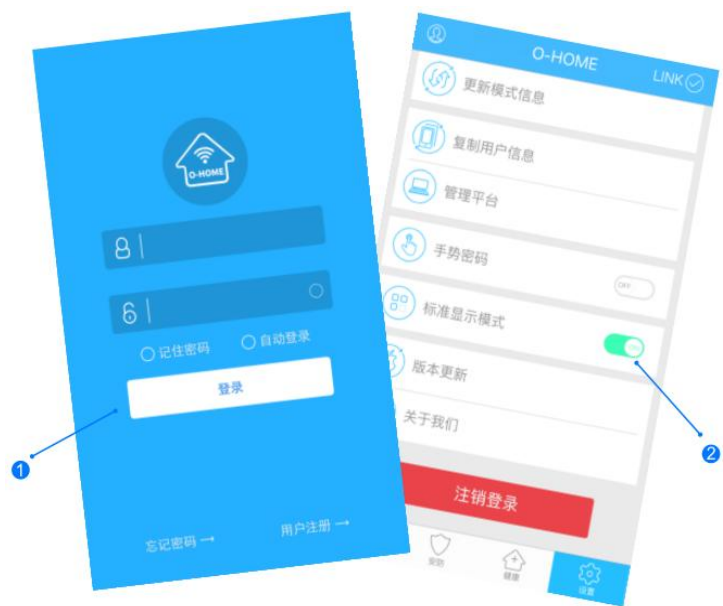 O-HOME
记住密码
自动登录
登录
忘记密码 →
用户注册 →
1
O-HOME
LINK
更新模式信息
复制用户信息
管理平台
手势密码
OFF
标准显示模式
ON
版本更新
关于我们
注销登录
安防
健康
设置
2